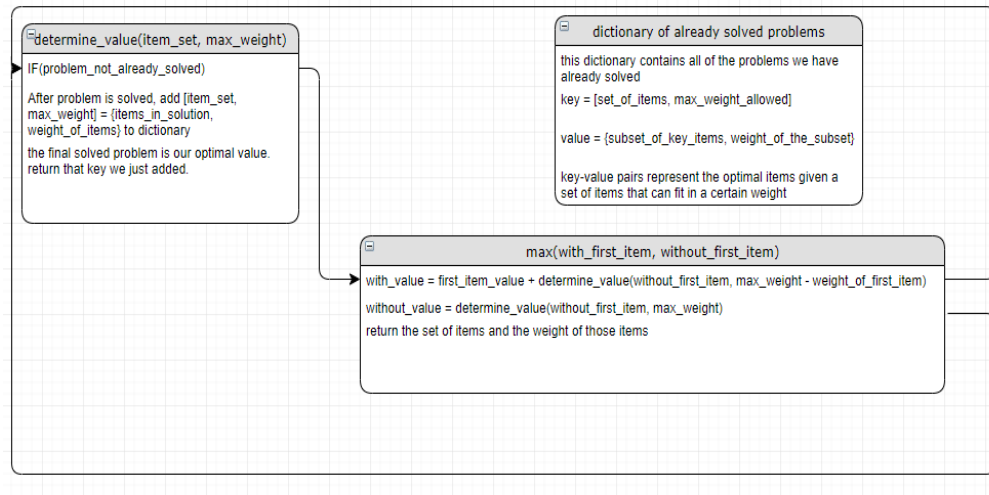 determine_value(item_set, max_weight)
IF(problem_not_already_solved)
After problem is solved, add [item_set,
max_weight] = {items_in_solution,
weight_of_items} to dictionary
the final solved problem is our optimal value.
return that key we just added.
dictionary of already solved problems
this dictionary contains all of the problems we have
already solved
key = [set_of_items, max_weight_allowed]
value = {subset_of_key_items, weight_of_the_subset}
key-value pairs represent the optimal items given a
set of items that can fit in a certain weight
max(with_first_item, without_first_item)
with_value = first_item_value + determine_value(without_first_item, max_weight - weight_of_first_item)
without_value = determine_value(without_first_item, max_weight)
return the set of items and the weight of those items